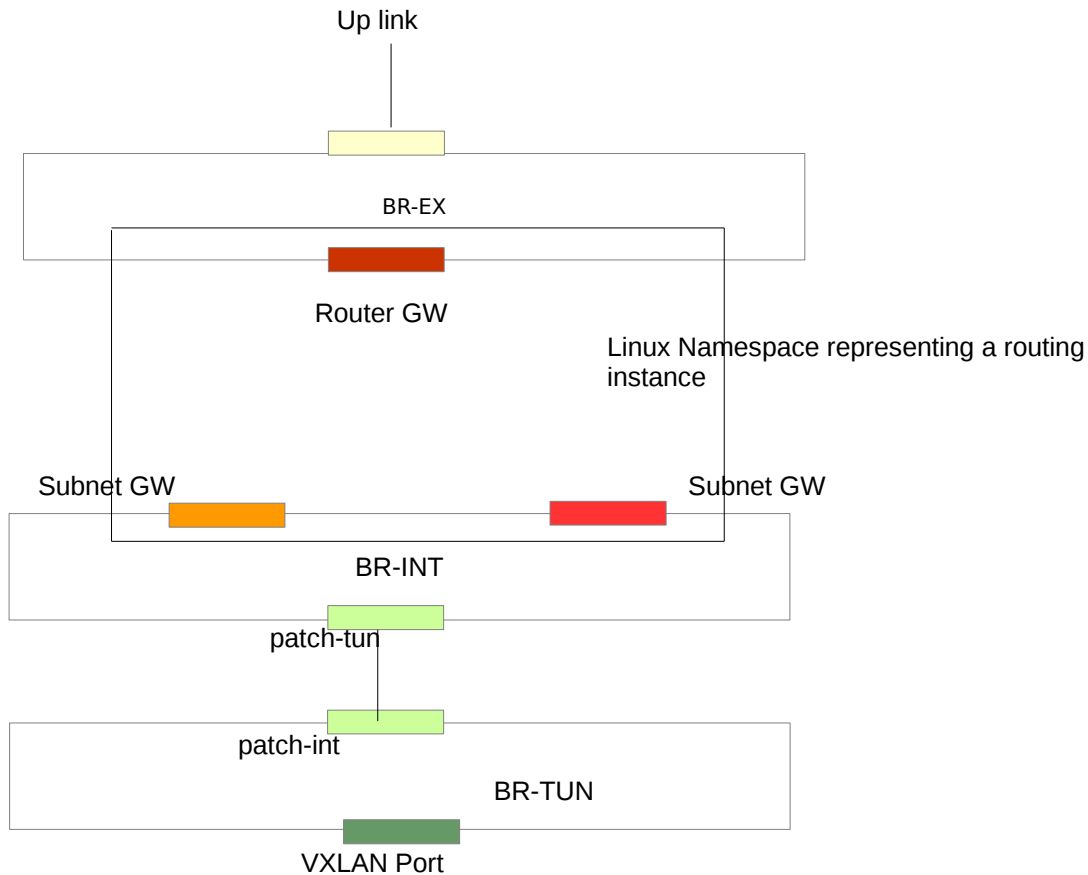 Up link
BR-EX
Router GW
Linux Namespace representing a routing
instance
Subnet GW
Subnet GW
BR-INT
patch-tun
patch-int
BR-TUN
VXLAN Port